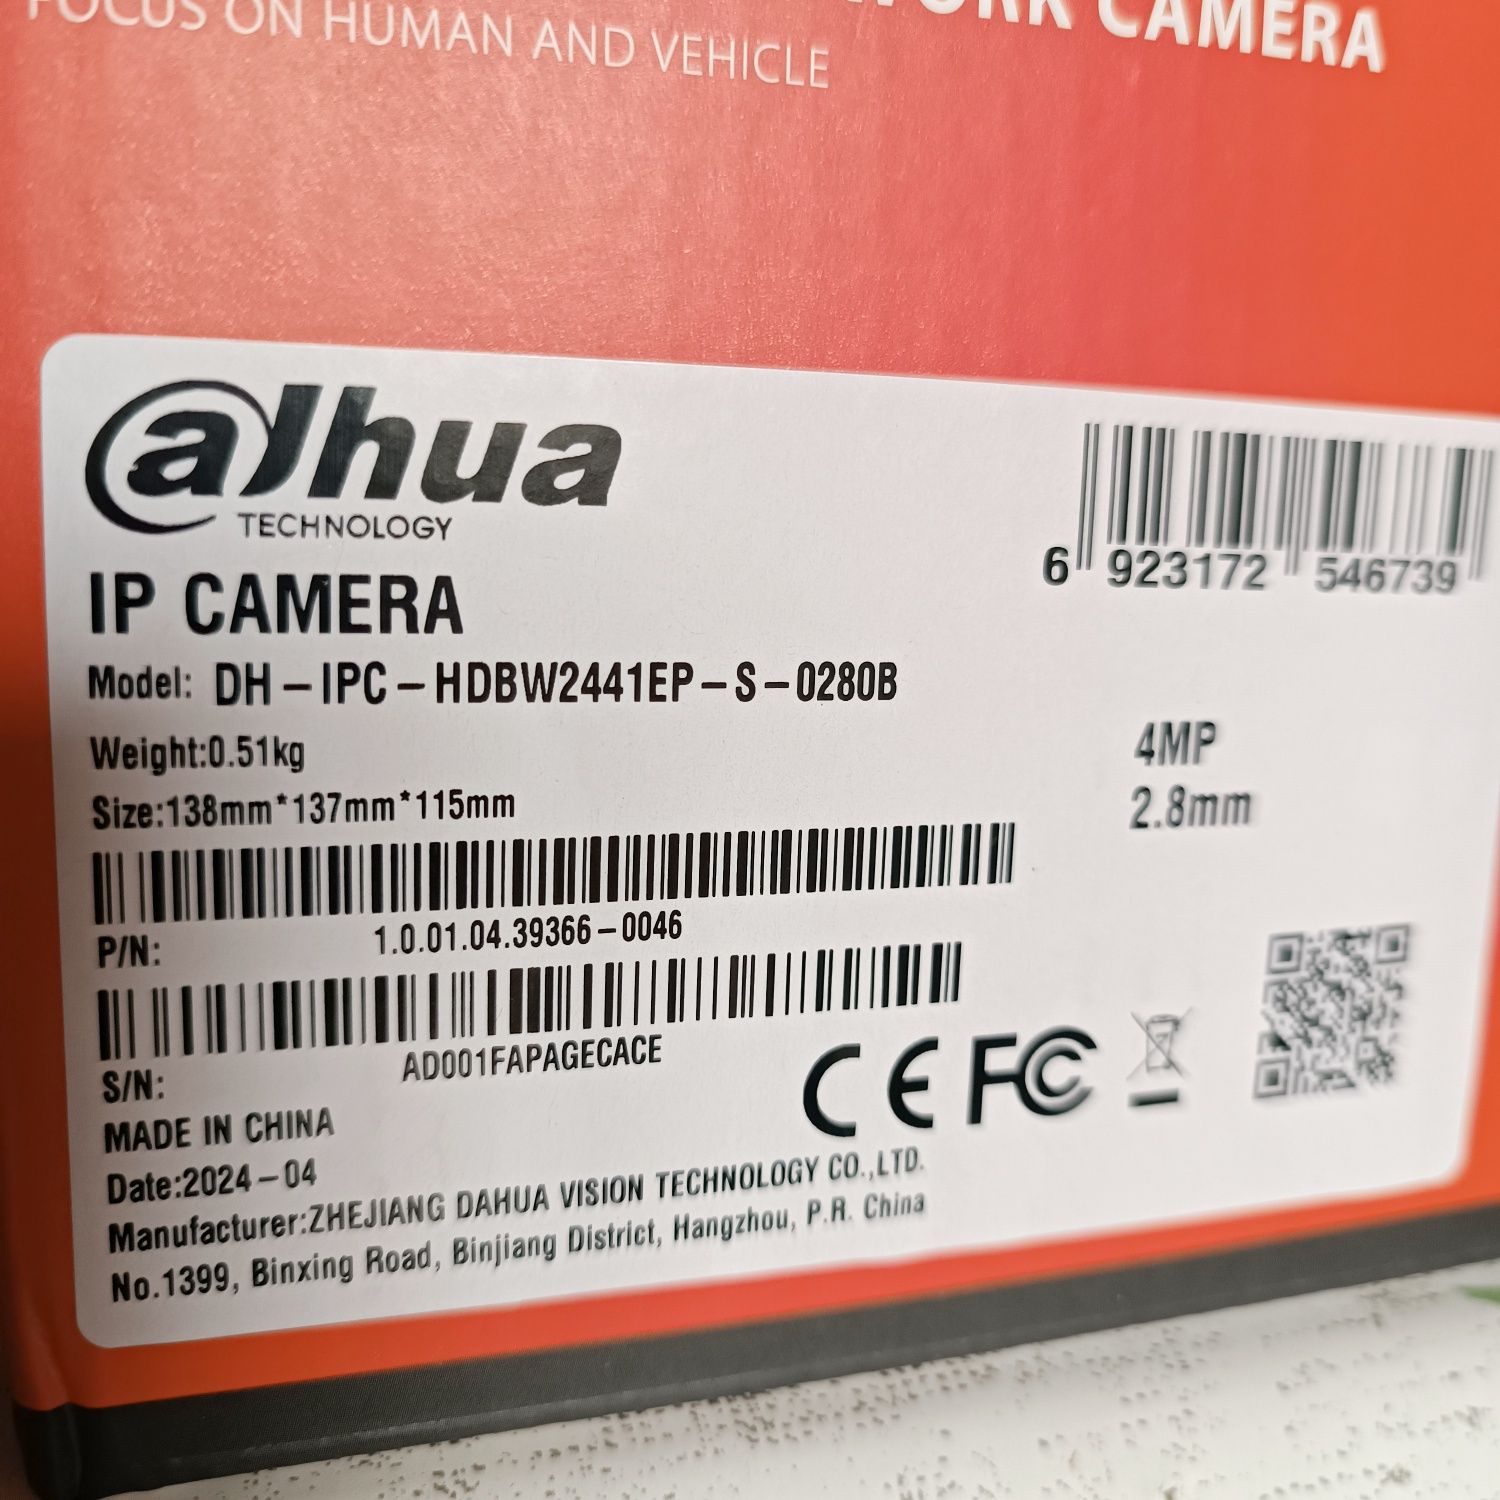 FOCUS ON HUMAN AND VEHICLE
CAMERA
alhua
TECHNOLOGY
IP CAMERA
Model: DH-IPC-HDBW2441EP-S-0280B
Weight:0.51kg
Size:138mm*137mm*115mm
6 923172 546739
4MP
2.8mm
P/N: 1.0.01.04.39366-0046
S/N: AD001FAPAGECACE
CE FC
MADE IN CHINA
Date:2024-04
Manufacturer:ZHEJIANG DAHUA VISION TECHNOLOGY CO.,LTD.
No.1399, Binxing Road, Binjiang District, Hangzhou, P.R. China